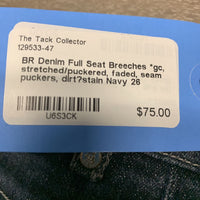 The Tack Collector
129533-47
BR Denim Full Seat Breeches *gc,
stretched/puckered, faded, seam
puckers, dirt?stain Navy 26
$75.00
U6S3CK